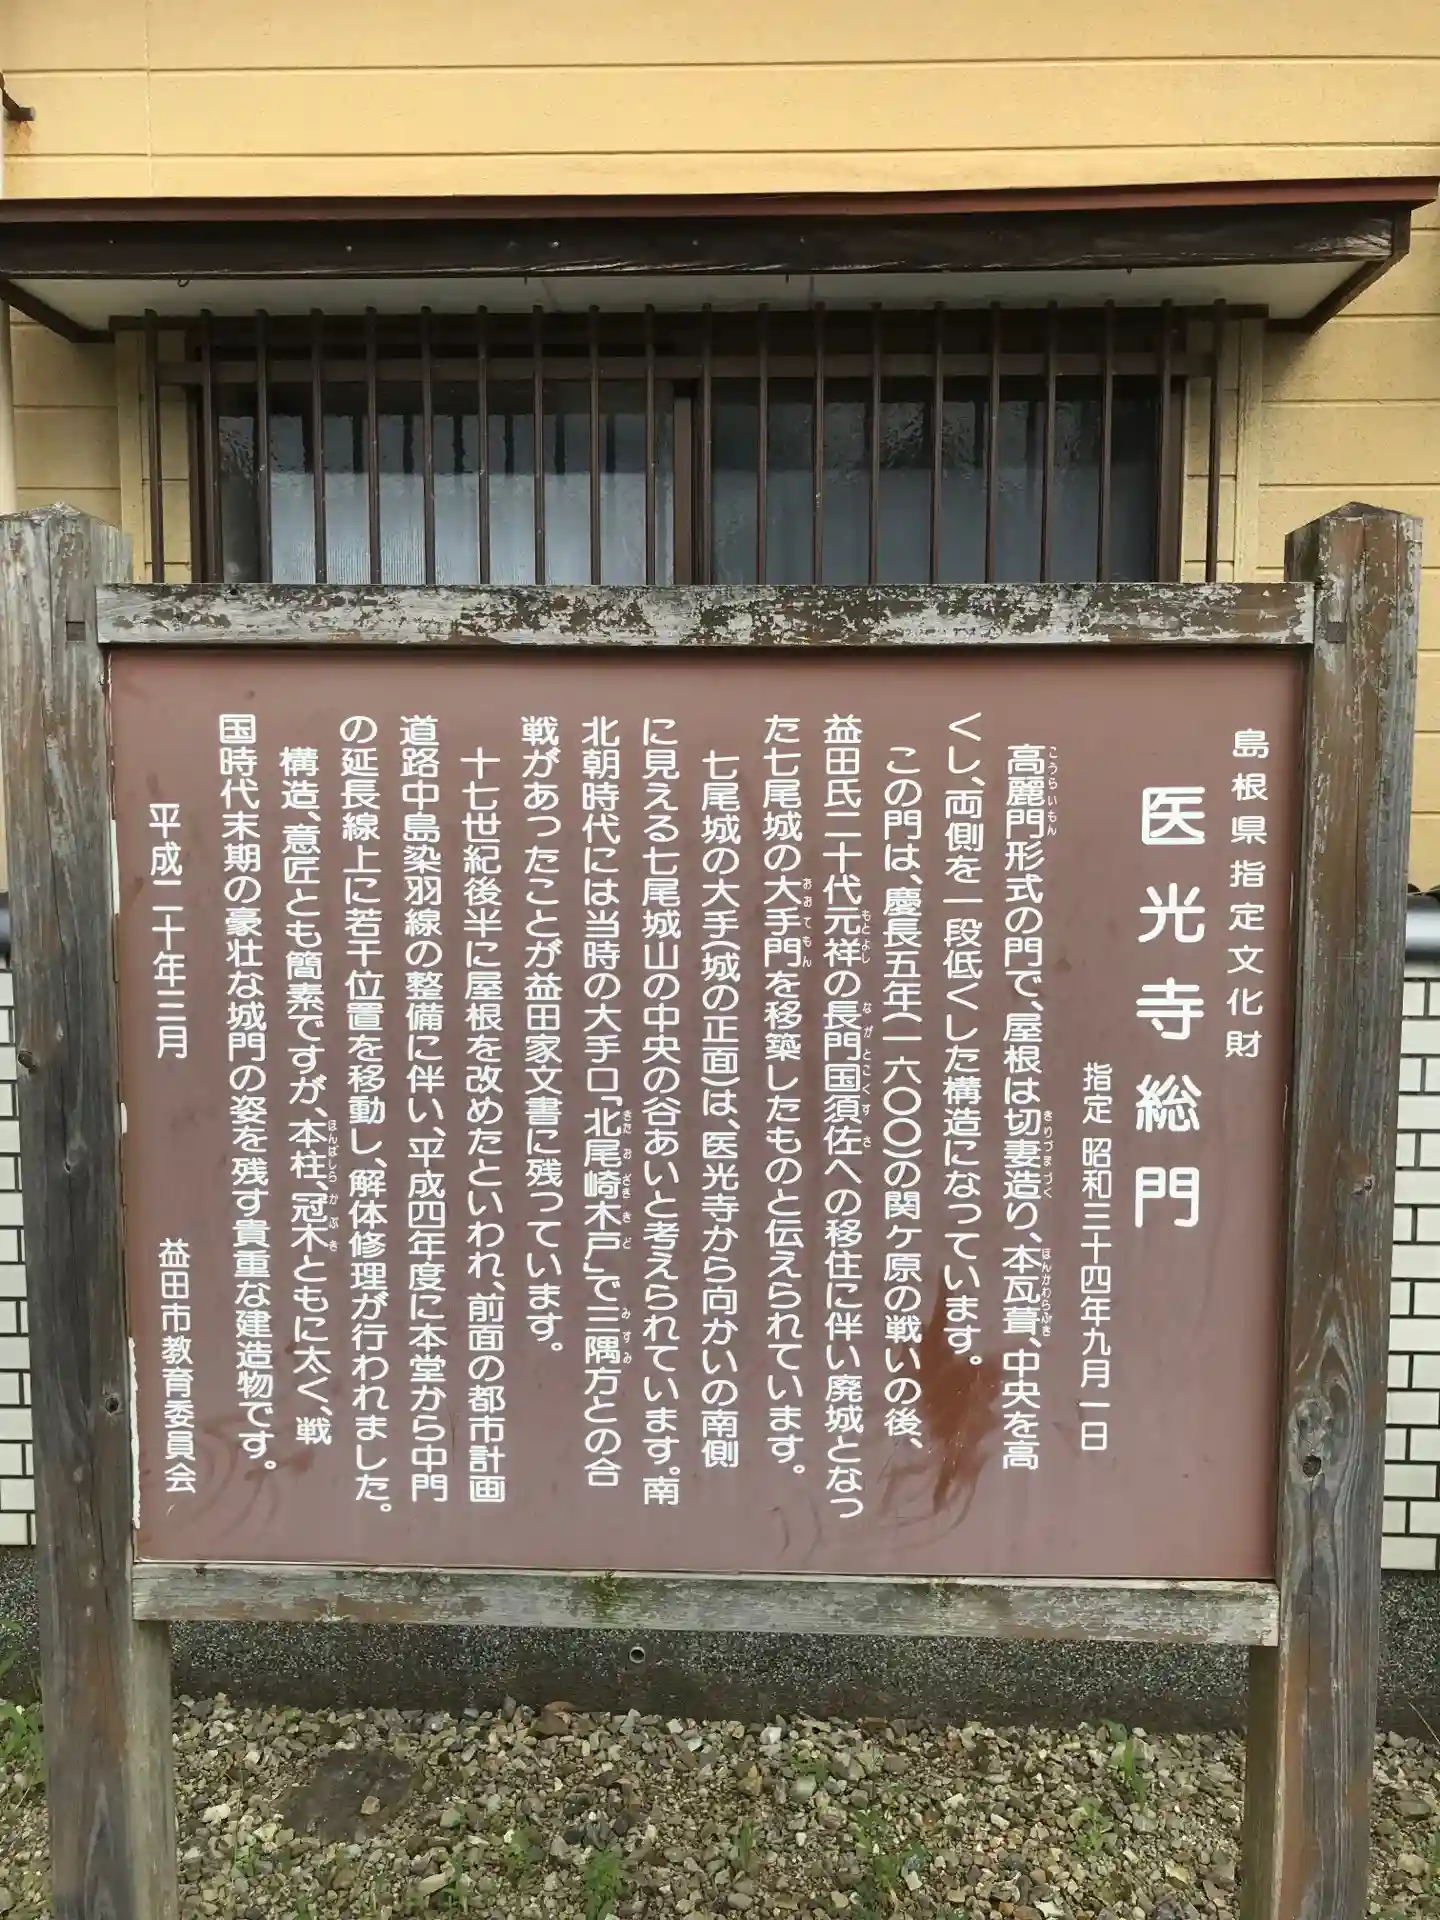 島根県指定文化財
医光寺総門
指定 昭和三十四年九月一日
高麗門形式の門で、屋根は切妻造り、本瓦葺、中央を高
くし、両側を一段低くした構造になっています。
この門は、慶長五年(一六〇〇)の関ヶ原の戦いの後、
益田氏二十代元祥の長門国須佐への移住に伴い廃城となっ
た七尾城の大手門を移築したものと伝えられています。
七尾城の大手(城の正面)は、医光寺から向かいの南側
に見える七尾城山の中央の谷あいと考えられています。南
北朝時代には当時の大手口「北尾崎木戸」で三隅方との合
戦があったことが益田家文書に残っています。
十七世紀後半に屋根を改めたといわれ、前面の都市計画
道路中島染羽線の整備に伴い、平成四年度に本堂から中門
の延長線上に若干位置を移動し、解体修理が行われました。
構造、意匠とも簡素ですが、本柱、冠木ともに太く、戦
国時代末期の豪壮な城門の姿を残す貴重な建造物です。
平成二十年三月
益田市教育委員会